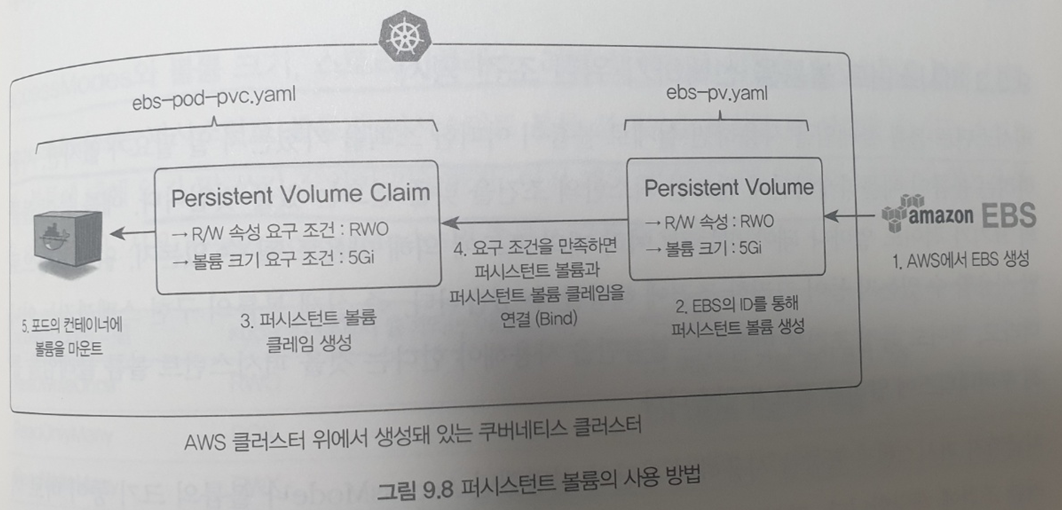 ebs-pod-pvc.yaml
ebs-pv.yaml
Persistent Volume Claim
→ R/W 속성 요구 조건 : RWO
→ 볼륨 크기 요구 조건 : 5Gi
Persistent Volume
→ R/W 속성 : RWO
→ 볼륨 크기 : 5Gi
amazon EBS
1. AWS에서 EBS 생성
4. 요구 조건을 만족하면
퍼시스턴트 볼륨과
퍼시스턴트 볼륨 클레임을
연결 (Bind)
2. EBS의 ID를 통해
퍼시스턴트 볼륨 생성
3. 퍼시스턴트 볼륨
클레임 생성
5. 포드의 컨테이너에
볼륨을 마운트
AWS 클러스터 위에서 생성돼 있는 쿠버네티스 클러스터
그림 9.8 퍼시스턴트 볼륨의 사용 방법